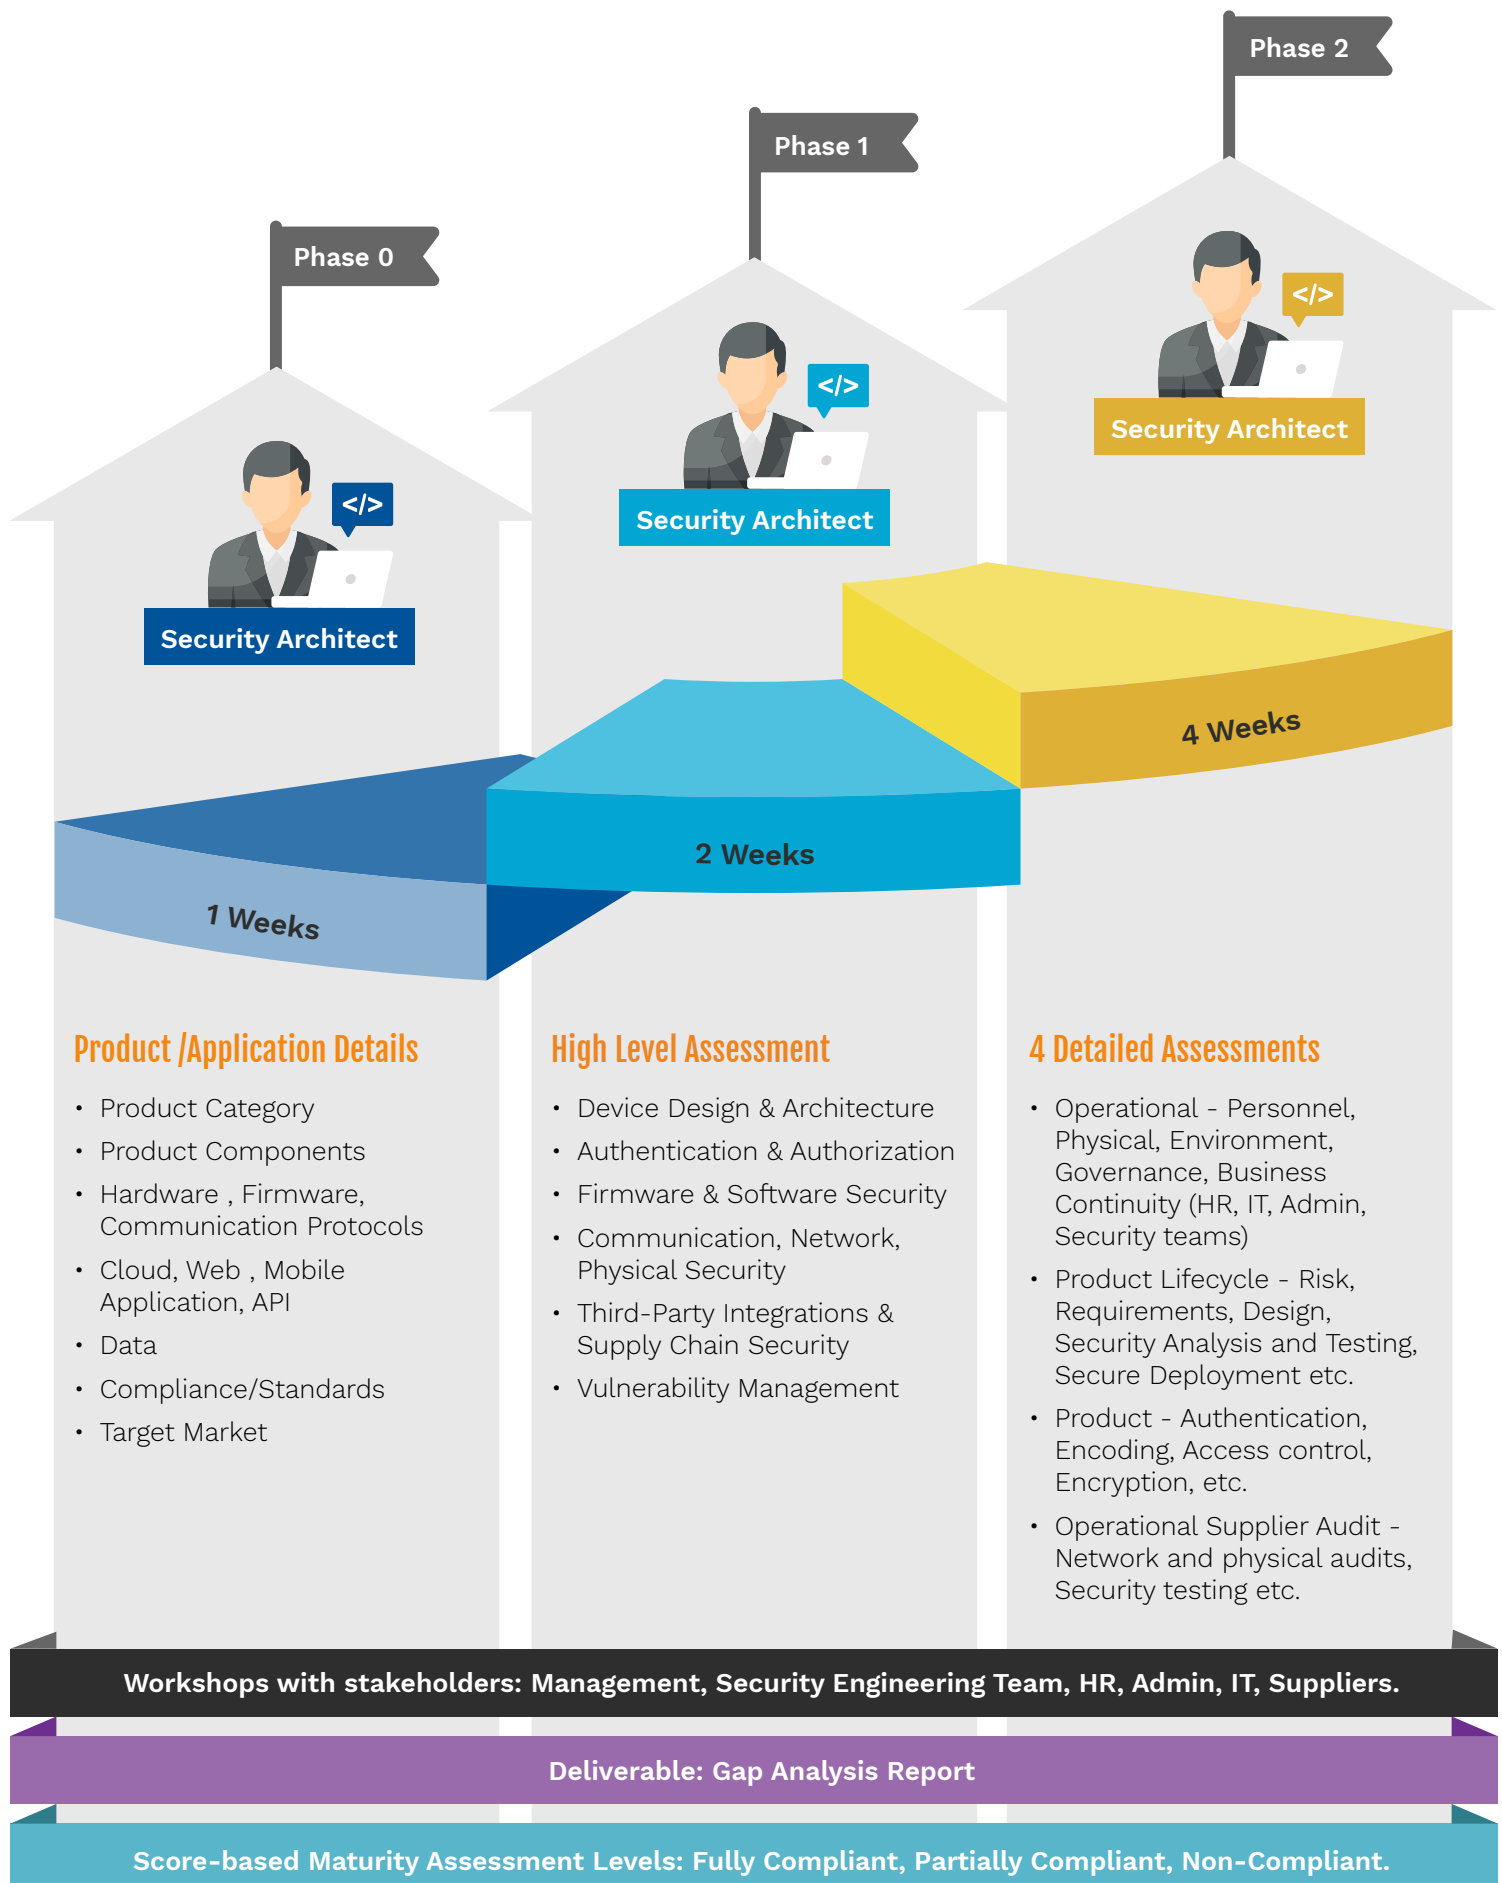 Phase 2
Phase 1
Phase 0
</>
Security Architect
</>
Security Architect
</>
Security Architect
4 Weeks
2 Weeks
1 Weeks
Product /Application Details
• Product Category
• Product Components
• Hardware , Firmware,
Communication Protocols
• Cloud, Web , Mobile
Application, API
• Data
• Compliance/Standards
• Target Market
High Level Assessment
• Device Design & Architecture
• Authentication & Authorization
• Firmware & Software Security
• Communication, Network,
Physical Security
• Third-Party Integrations &
Supply Chain Security
• Vulnerability Management
4 Detailed Assessments
• Operational - Personnel,
Physical, Environment,
Governance, Business
Continuity (HR, IT, Admin,
Security teams)
• Product Lifecycle - Risk,
Requirements, Design,
Security Analysis and Testing,
Secure Deployment etc.
• Product - Authentication,
Encoding, Access control,
Encryption, etc.
• Operational Supplier Audit -
Network and physical audits,
Security testing etc.
Workshops with stakeholders: Management, Security Engineering Team, HR, Admin, IT, Suppliers.
Deliverable: Gap Analysis Report
Score-based Maturity Assessment Levels: Fully Compliant, Partially Compliant, Non-Compliant.